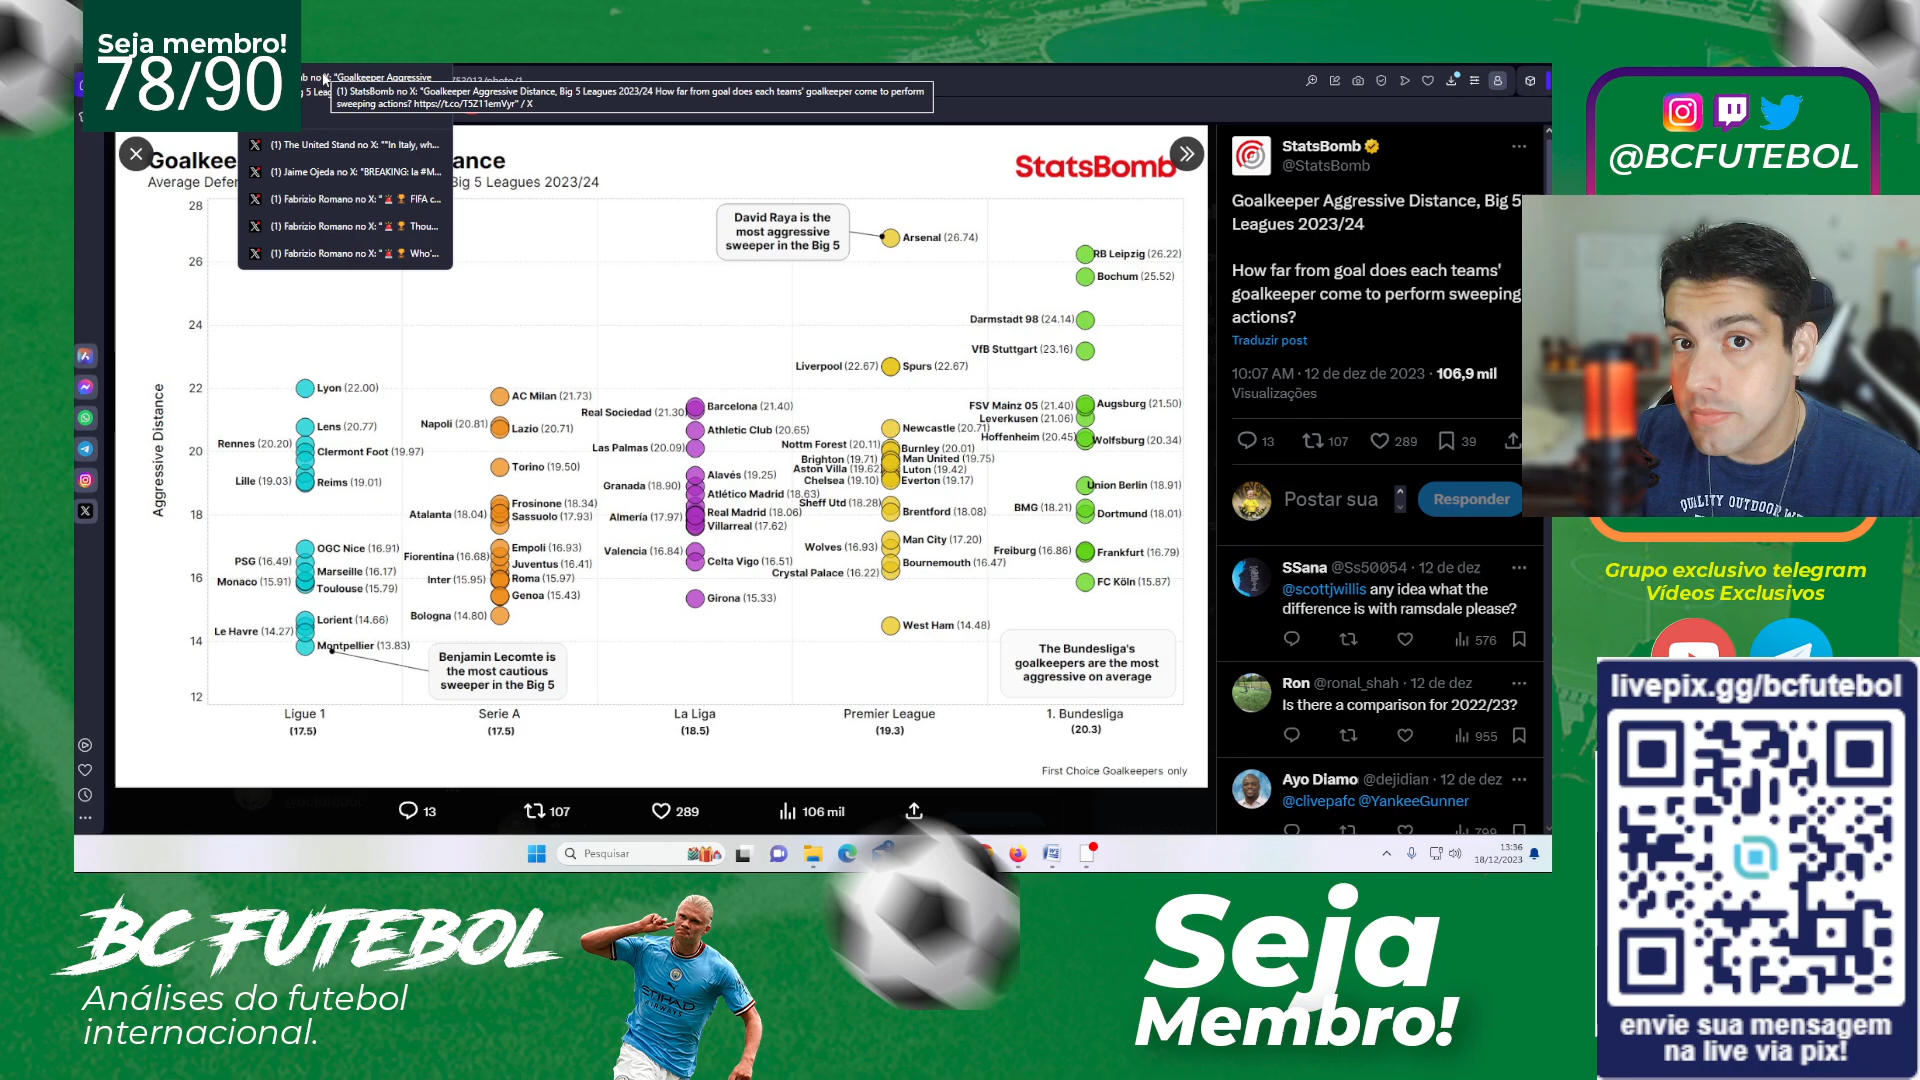 Seja membro!
78/90
b no X: "Goalkeeper Aggressive
g 5 Leag
(1) StatsBomb no X: "Goalkeeper Aggressive Distance, Big 5 Leagues 2023/24 How far from goal does each teams' goalkeeper come to perform
sweeping actions? https://t.co/T5Z11emVyr" / X
(1) The United Stand no X: ""In Italy, wh...
(1) Jaime Ojeda no X: "BREAKING: la #M...
(1) Fabrizio Romano no X: "🚨🏆 FIFA c...
(1) Fabrizio Romano no X: "🚨🏆 Thou...
(1) Fabrizio Romano no X: "🚨🏆 Who'...
Goalkee
ance
Average Defer
Big 5 Leagues 2023/24
StatsBomb
28
26
24
22
20
18
16
14
12
Aggressive Distance
David Raya is the
most aggressive
sweeper in the Big 5
Arsenal (26.74)
RB Leipzig (26.22)
Bochum (25.52)
Darmstadt 98 (24.14)
VfB Stuttgart (23.16)
Liverpool (22.67)
Spurs (22.67)
Lyon (22.00)
AC Milan (21.73)
Real Sociedad (21.30)
Barcelona (21.40)
FSV Mainz 05 (21.40)
Augsburg (21.50)
Leverkusen (21.06)
Lens (20.77)
Napoli (20.81)
Lazio (20.71)
Athletic Club (20.65)
Newcastle (20.71)
Hoffenheim (20.45)
Wolfsburg (20.34)
Rennes (20.20)
Clermont Foot (19.97)
Las Palmas (20.09)
Nottm Forest (20.11)
Burnley (20.01)
Brighton (19.71)
Man United (19.75)
Aston Villa (19.62)
Luton (19.42)
Torino (19.50)
Alavés (19.25)
Chelsea (19.10)
Everton (19.17)
Lille (19.03)
Reims (19.01)
Granada (18.90)
Atlético Madrid (18.63)
Union Berlin (18.91)
Frosinone (18.34)
Sheff Utd (18.28)
BMG (18.21)
Atalanta (18.04)
Sassuolo (17.93)
Almería (17.97)
Real Madrid (18.06)
Brentford (18.08)
Dortmund (18.01)
Villarreal (17.62)
OGC Nice (16.91)
Empoli (16.93)
Valencia (16.84)
Wolves (16.93)
Man City (17.20)
Freiburg (16.86)
Frankfurt (16.79)
PSG (16.49)
Fiorentina (16.68)
Juventus (16.41)
Celta Vigo (16.51)
Bournemouth (16.47)
Marseille (16.17)
Crystal Palace (16.22)
Monaco (15.91)
Inter (15.95)
Roma (15.97)
FC Köln (15.87)
Toulouse (15.79)
Genoa (15.43)
Girona (15.33)
Lorient (14.66)
Bologna (14.80)
West Ham (14.48)
Le Havre (14.27)
Montpellier (13.83)
Benjamin Lecomte is
the most cautious
sweeper in the Big 5
The Bundesliga's
goalkeepers are the most
aggressive on average
Ligue 1
(17.5)
Serie A
(17.5)
La Liga
(18.5)
Premier League
(19.3)
1. Bundesliga
(20.3)
First Choice Goalkeepers only
13
107
289
106 mil
StatsBomb
@StatsBomb
Goalkeeper Aggressive Distance, Big 5
Leagues 2023/24
How far from goal does each teams'
goalkeeper come to perform sweeping
actions?
Traduzir post
10:07 AM · 12 de dez de 2023 · 106,9 mil
Visualizações
13
107
289
39
Postar sua
Responder
SSana @Ss50054 · 12 de dez
@scottjwillis any idea what the
difference is with ramsdale please?
576
Ron @ronal_shah · 12 de dez
Is there a comparison for 2022/23?
955
Ayo Diamo @dejidian · 12 de dez
@clivepafc @YankeeGunner
799
Pesquisar
13:36
18/12/2023
@BCFUTEBOL
QUALITY OUTDOOR
Grupo exclusivo telegram
Vídeos Exclusivos
livepix.gg/bcfutebol
envie sua mensagem
na live via pix!
BC FUTEBOL
Análises do futebol
internacional.
ETIHAD
AIRWAYS
Seja
Membro!